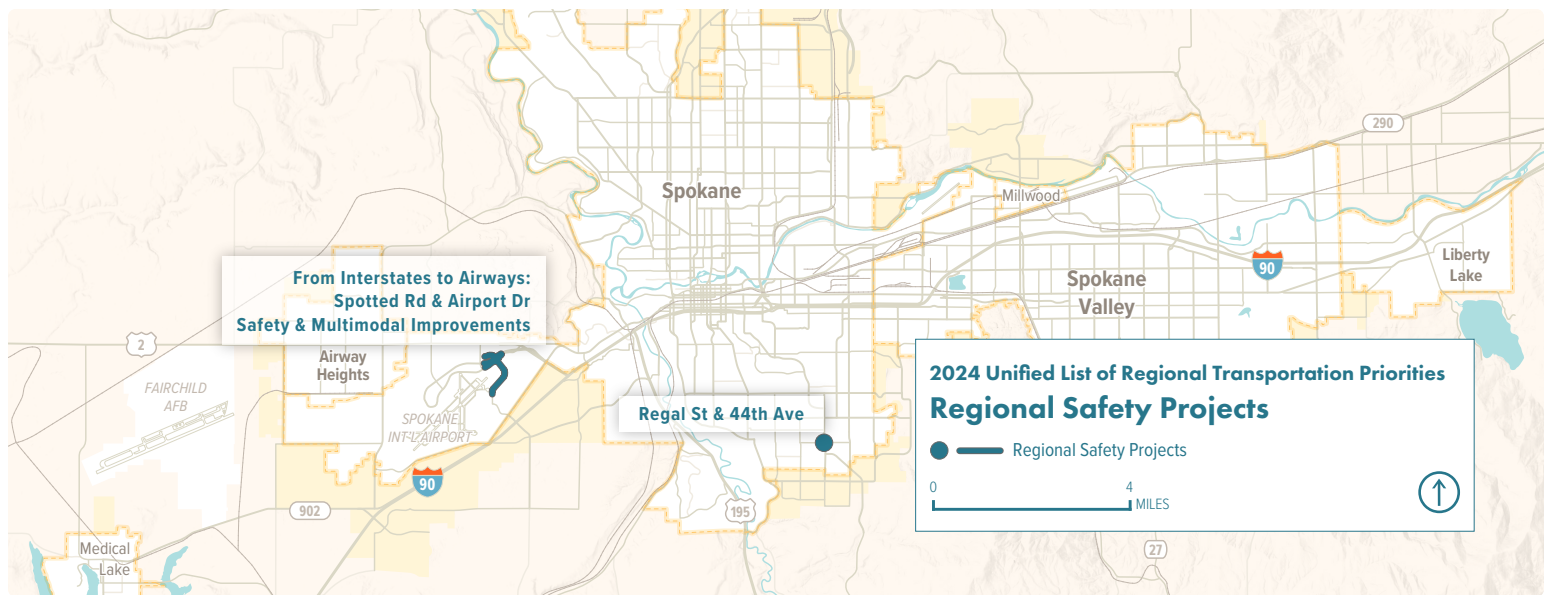 290
Spokane
Millwood
Liberty
Lake
90
Spokane
Valley
From Interstates to Airways:
Spotted Rd & Airport Dr
Safety & Multimodal Improvements
2
Airway
Heights
FAIRCHILD
AFB
SPOKANE
INT'L AIRPORT
Regal St & 44th Ave
90
902
195
Medical
Lake
27
2024 Unified List of Regional Transportation Priorities
Regional Safety Projects
Regional Safety Projects
0 4
MILES